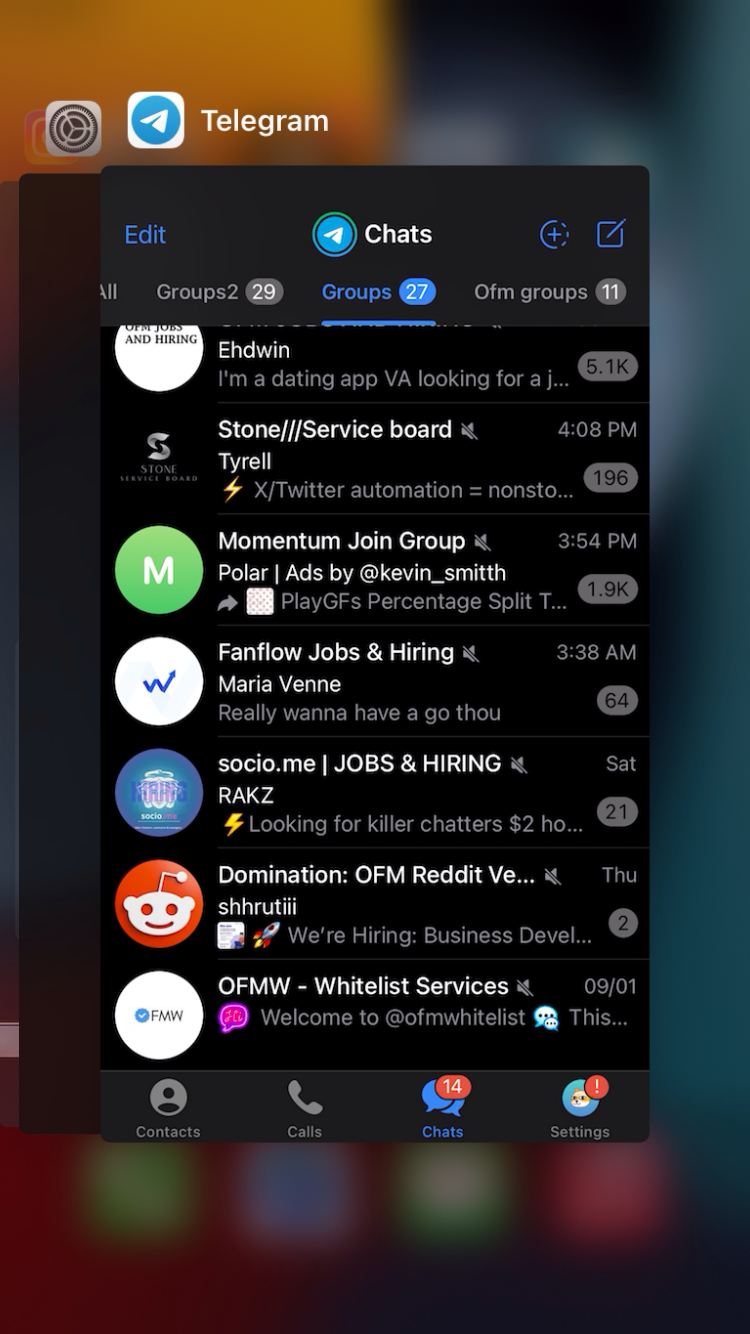 Telegram
Edit
Chats
All
Groups2 29
Groups 27
Ofm groups 11
OFM JOBS
AND HIRING
Ehdwin
I'm a dating app VA looking for a j...
5.1K
STONE
SERVICE BOARD
Stone///Service board
4:08 PM
Tyrell
⚡ X/Twitter automation = nonsto...
196
M
Momentum Join Group
3:54 PM
Polar | Ads by @kevin_smitth
PlayGFs Percentage Split T...
1.9K
Fanflow Jobs & Hiring
3:38 AM
Maria Venne
Really wanna have a go thou
64
HIRING
socio.me
socio.me | JOBS & HIRING
Sat
RAKZ
⚡Looking for killer chatters $2 ho...
21
Domination: OFM Reddit Ve...
Thu
shhrutiii
🚀 We’re Hiring: Business Devel...
2
FMW
OFMW - Whitelist Services
09/01
Welcome to @ofmwhitelist This...
Contacts
Calls
14
Chats
!
Settings